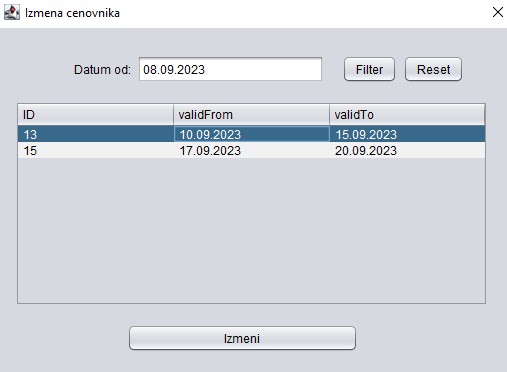 Izmena cenovnika
Datum od: 08.09.2023 Filter Reset
ID validFrom validTo
13 10.09.2023 15.09.2023
15 17.09.2023 20.09.2023
Izmeni